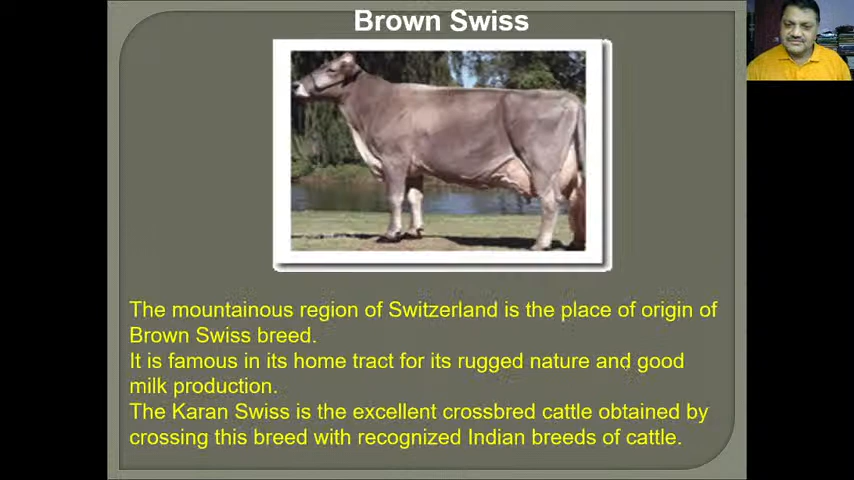 Brown Swiss
The mountainous region of Switzerland is the place of origin of
Brown Swiss breed.
It is famous in its home tract for its rugged nature and good
milk production.
The Karan Swiss is the excellent crossbred cattle obtained by
crossing this breed with recognized Indian breeds of cattle.